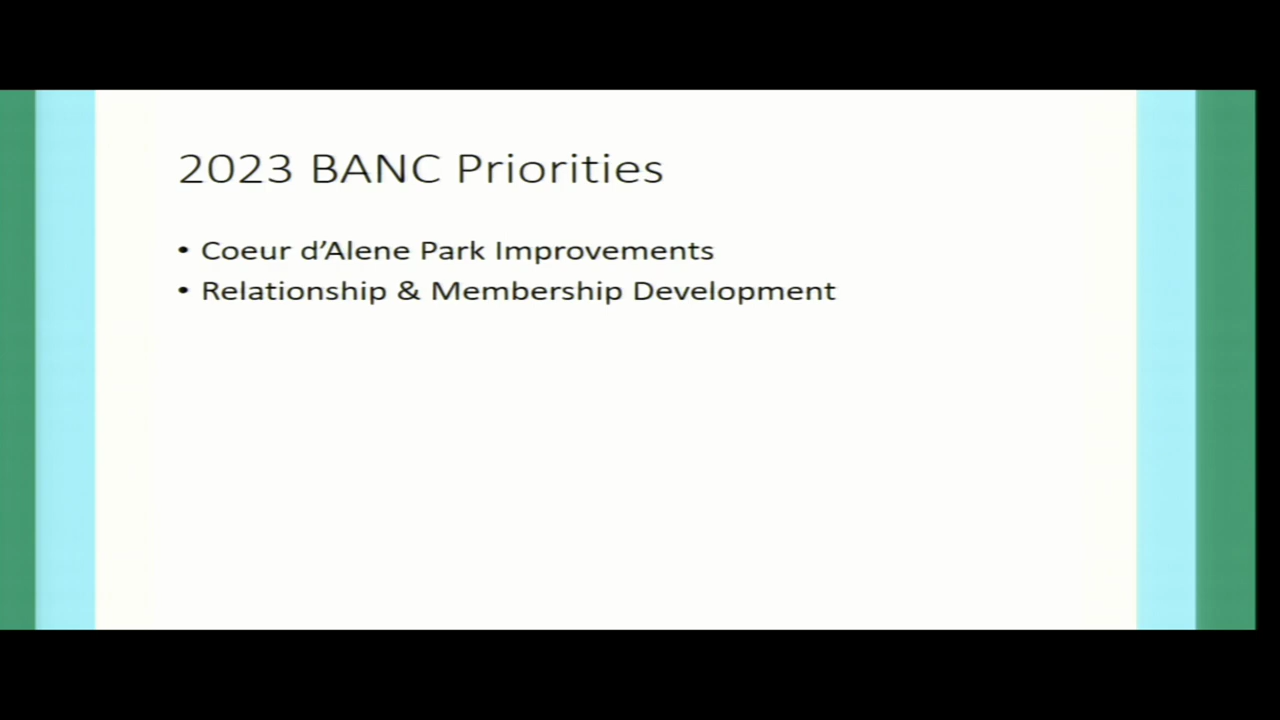 2023 BANC Priorities
• Coeur d’Alene Park Improvements
• Relationship & Membership Development